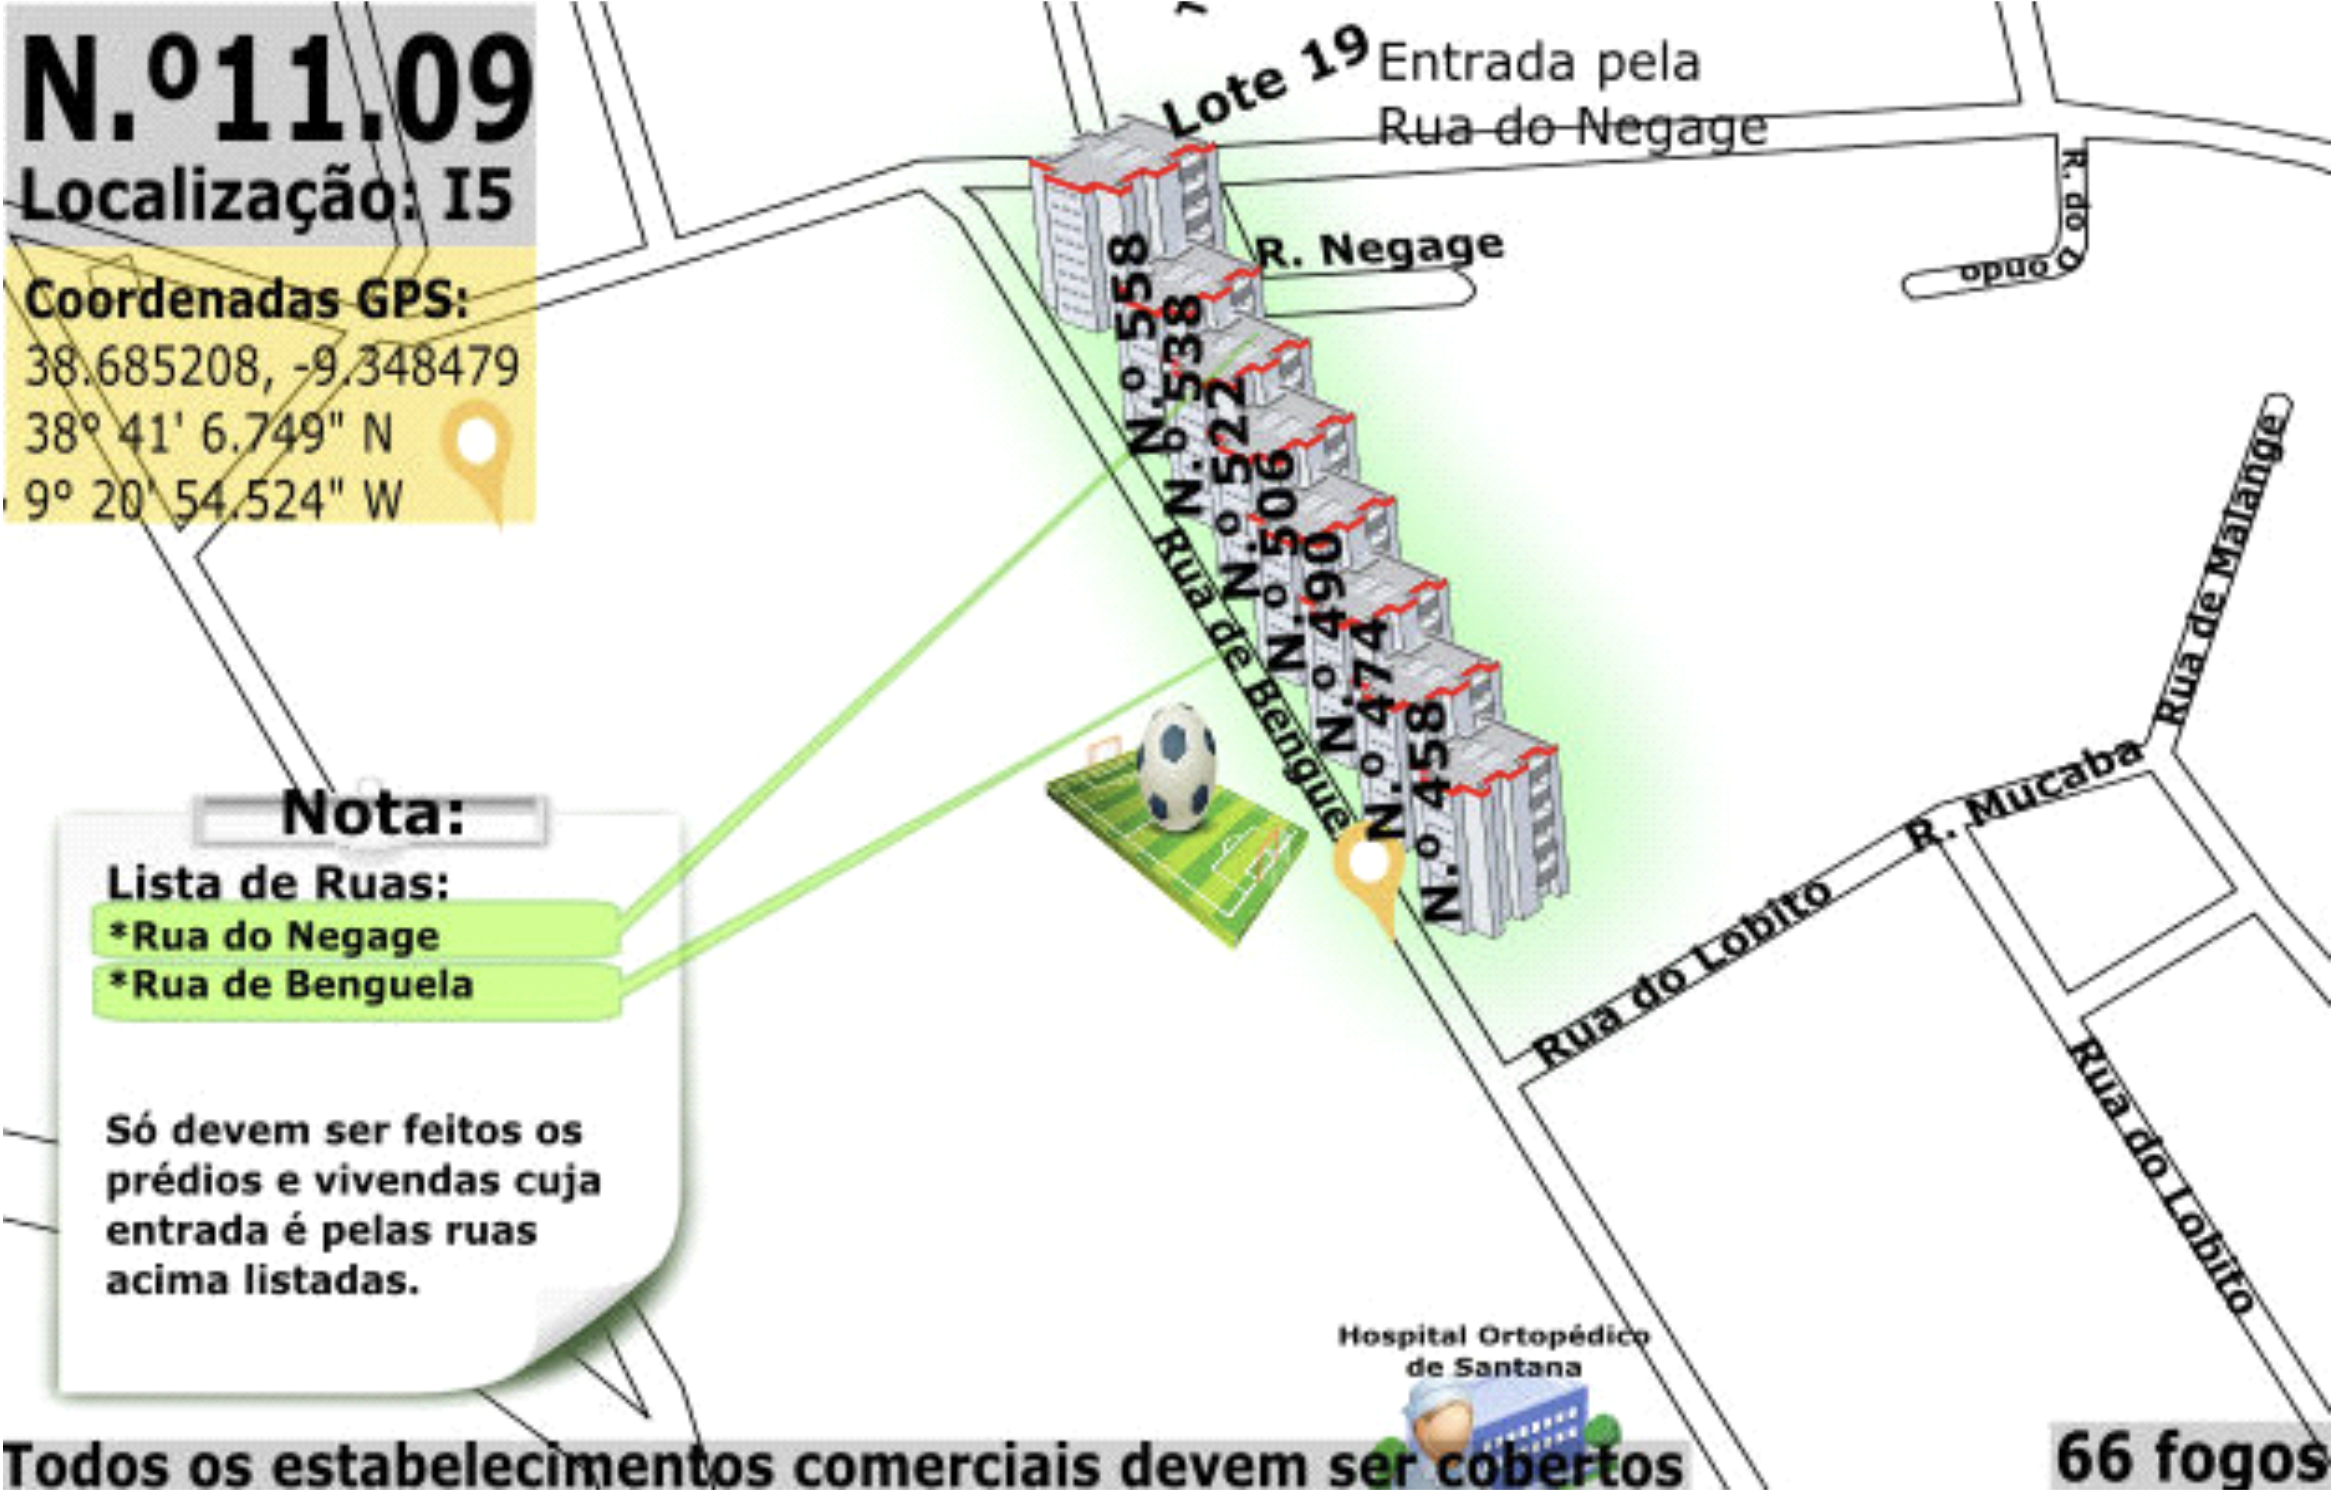 N.º11.09
Localização: I5
Coordenadas GPS:
38.685208, -9.348479
38º 41' 6.749" N
9º 20' 54.524" W
Lote 19
Entrada pela
Rua do Negage
R. Negage
R. do D ondo
N.º 558
N.º 538
N.º 522
N.º 506
N.º 490
N.º 474
N.º 458
Rua de Benguel
Rua de Malange
R. Mucaba
Rua do Lobito
Rua do Lobito
Nota:
Lista de Ruas:
*Rua do Negage
*Rua de Benguela
Só devem ser feitos os
prédios e vivendas cuja
entrada é pelas ruas
acima listadas.
Hospital Ortopédico
de Santana
Todos os estabelecimentos comerciais devem ser cobertos
66 fogos